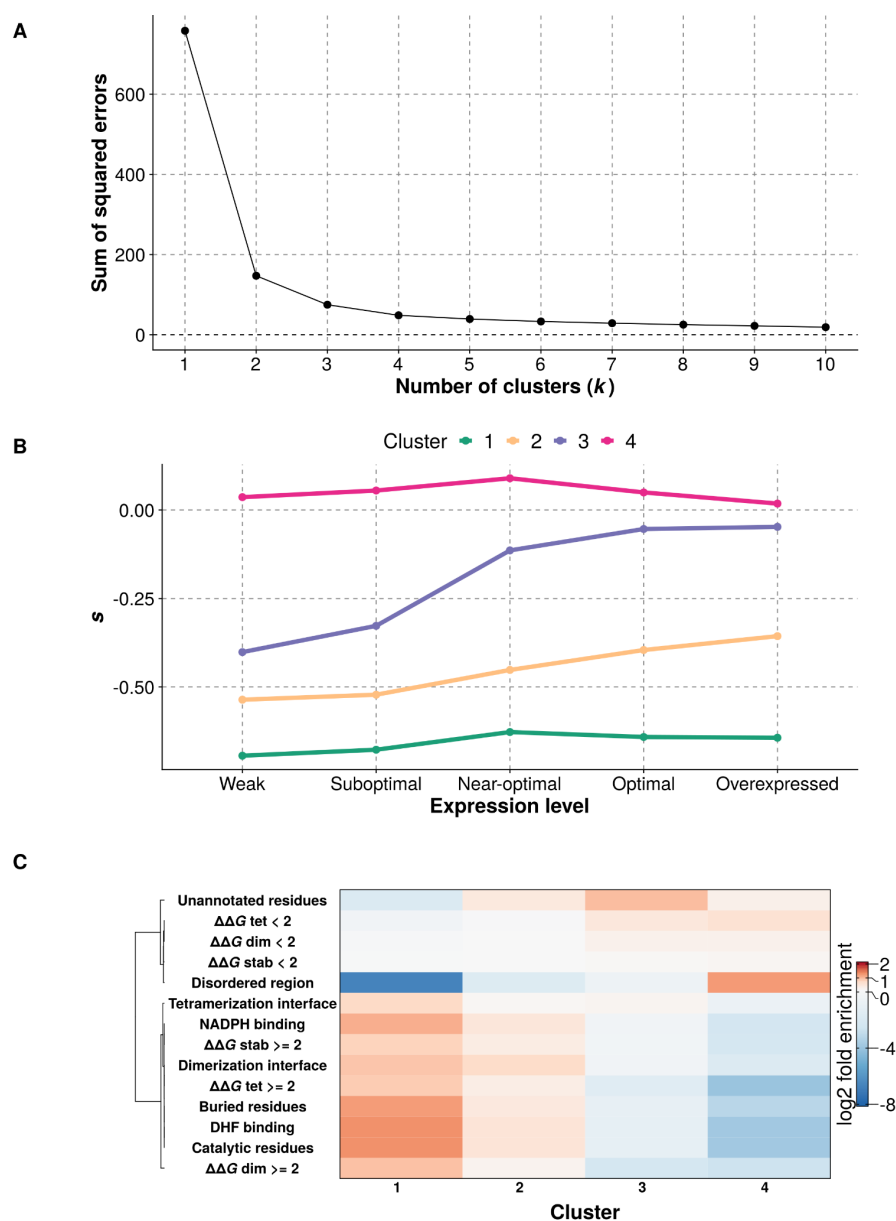 A
Sum of squared errors
600
400
200
0
1 2 3 4 5 6 7 8 9 10
Number of clusters (k)
B
Cluster 1 2 3 4
s
0.00
-0.25
-0.50
Weak Suboptimal Near-optimal Optimal Overexpressed
Expression level
C
Unannotated residues
ΔΔG tet < 2
ΔΔG dim < 2
ΔΔG stab < 2
Disordered region
Tetramerization interface
NADPH binding
ΔΔG stab >= 2
Dimerization interface
ΔΔG tet >= 2
Buried residues
DHF binding
Catalytic residues
ΔΔG dim >= 2
1 2 3 4
Cluster
log2 fold enrichment
2
1
0
-4
-8